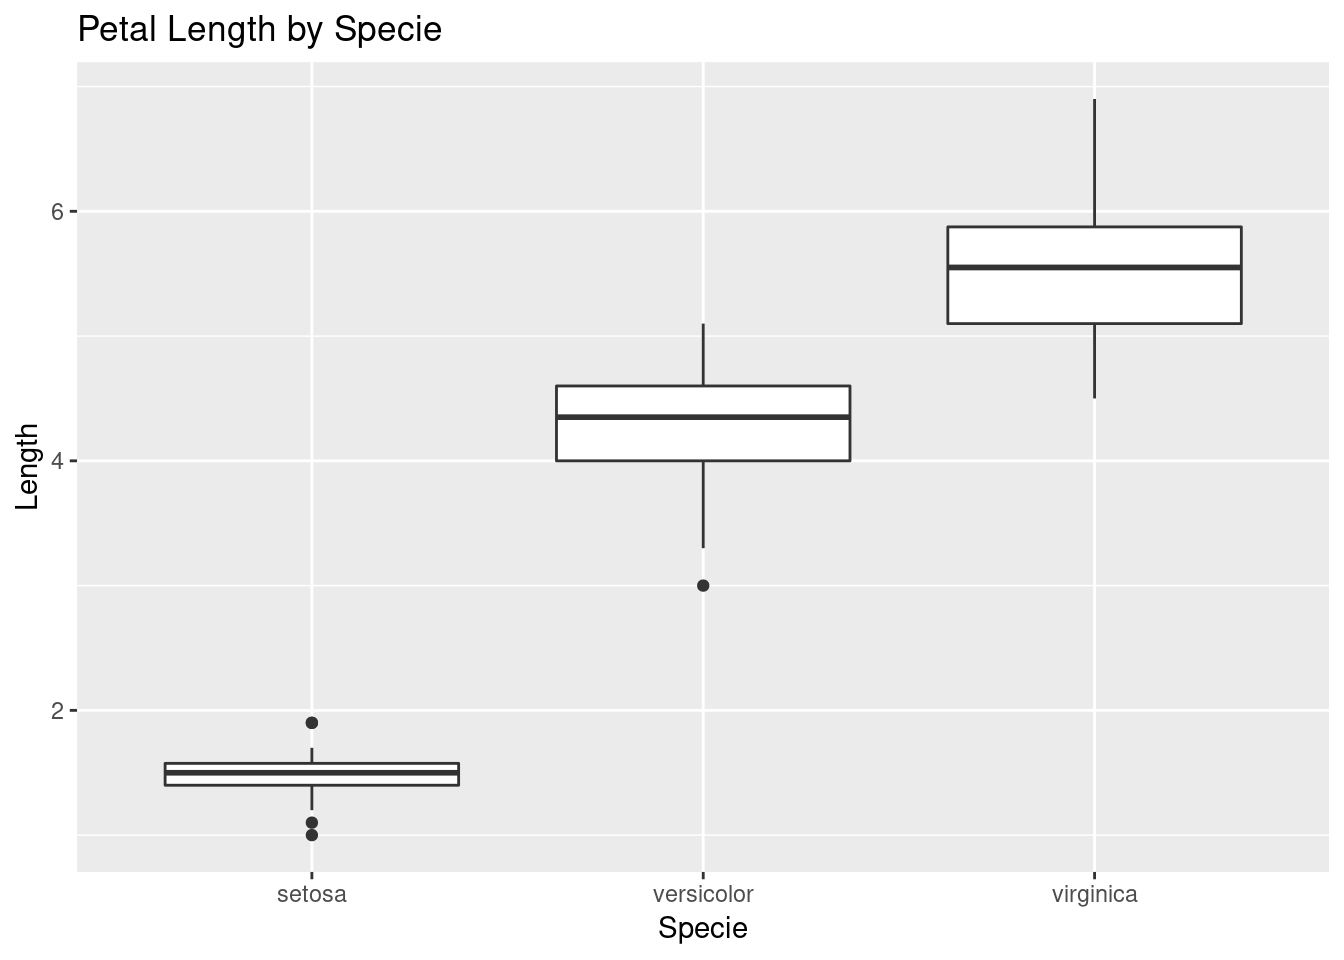 Petal Length by Specie
Length
6
4
2
setosa
versicolor
virginica
Specie